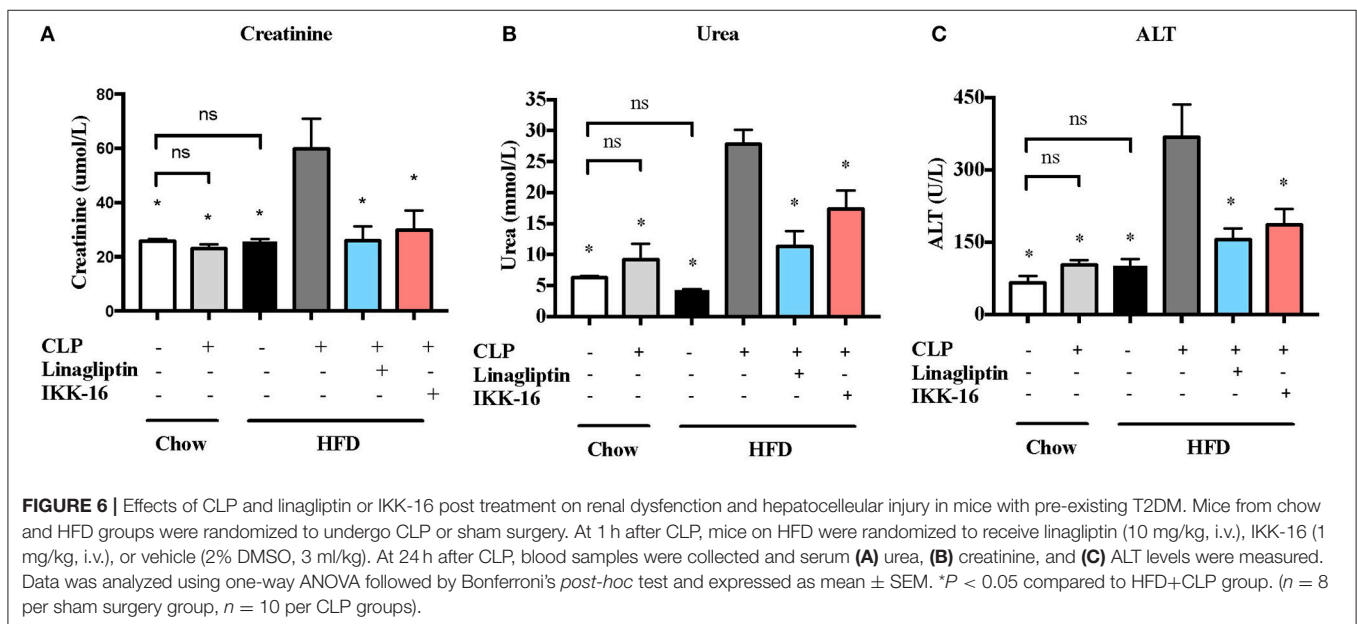 A Creatinine
Creatinine (umol/L)
80
60
40
20
0
ns
ns
* * * * *
CLP - + - + + +
Linagliptin - - - - + -
IKK-16 - - - - - +
Chow HFD
B Urea
Urea (mmol/L)
35
30
25
20
15
10
5
0
ns
ns
* * * * *
CLP - + - + + +
Linagliptin - - - - + -
IKK-16 - - - - - +
Chow HFD
C ALT
ALT (U/L)
450
300
150
0
ns
ns
* * * * *
CLP - + - + + +
Linagliptin - - - - + -
IKK-16 - - - - - +
Chow HFD
FIGURE 6 | Effects of CLP and linagliptin or IKK-16 post treatment on renal dysfenction and hepatocelleular injury in mice with pre-existing T2DM. Mice from chow
and HFD groups were randomized to undergo CLP or sham surgery. At 1 h after CLP, mice on HFD were randomized to receive linagliptin (10 mg/kg, i.v.), IKK-16 (1
mg/kg, i.v.), or vehicle (2% DMSO, 3 ml/kg). At 24 h after CLP, blood samples were collected and serum (A) urea, (B) creatinine, and (C) ALT levels were measured.
Data was analyzed using one-way ANOVA followed by Bonferroni's post-hoc test and expressed as mean ± SEM. *P < 0.05 compared to HFD+CLP group. (n = 8
per sham surgery group, n = 10 per CLP groups).